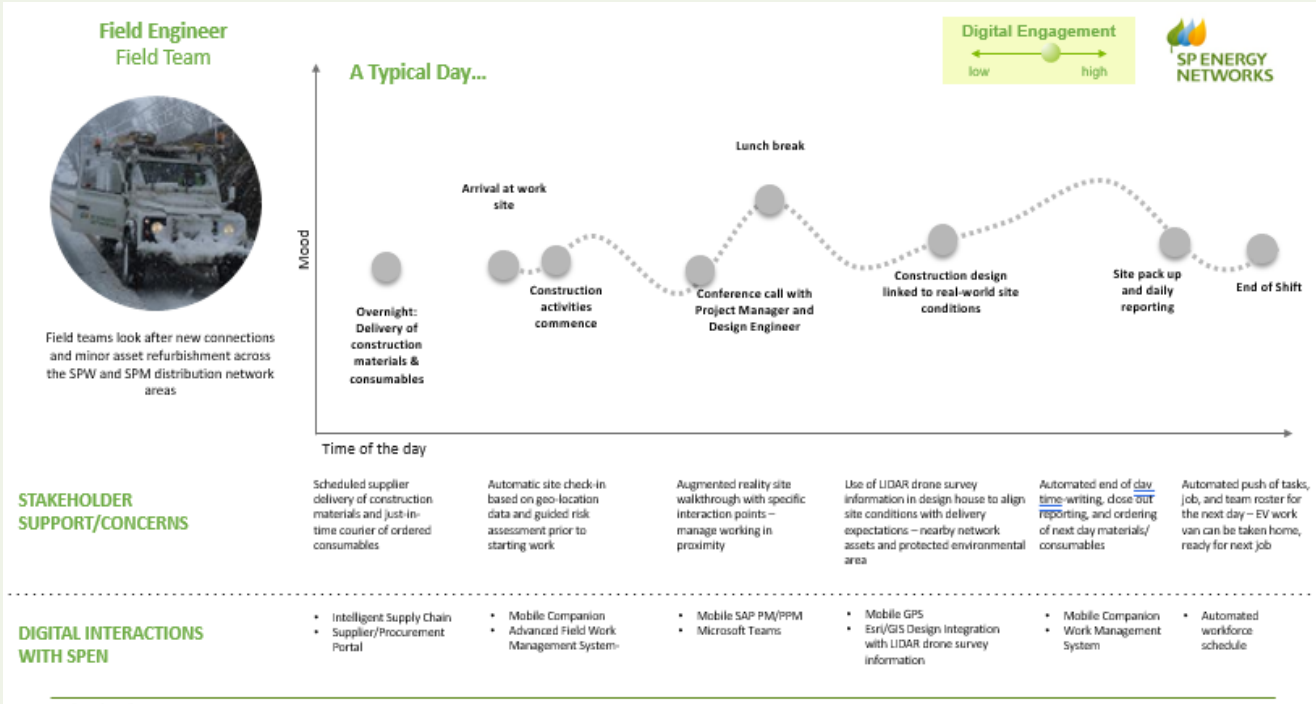 Field Engineer
Field Team
A Typical Day...
Digital Engagement
low
high
SP ENERGY
NETWORKS
Mood
Overnight:
Delivery of
construction
materials &
consumables
Arrival at work
site
Construction
activities
commence
Conference call with
Project Manager and
Design Engineer
Lunch break
Construction design
linked to real-world site
conditions
Site pack up
and daily
reporting
End of Shift
Field teams look after new connections
and minor asset refurbishment across
the SPW and SPM distribution network
areas
Time of the day
STAKEHOLDER
SUPPORT/CONCERNS
Scheduled supplier
delivery of construction
materials and just-in-
time courier of ordered
consumables
Automatic site check-in
based on geo-location
data and guided risk
assessment prior to
starting work
Augmented reality site
walkthrough with specific
interaction points –
manage working in
proximity
Use of LIDAR drone survey
information in design house to align
site conditions with delivery
expectations – nearby network
assets and protected environmental
area
Automated end of day
time-writing, close out
reporting, and ordering
of next day materials/
consumables
Automated push of tasks,
job, and team roster for
the next day – EV work
van can be taken home,
ready for next job
DIGITAL INTERACTIONS
WITH SPEN
• Intelligent Supply Chain
• Supplier/Procurement
Portal
• Mobile Companion
• Advanced Field Work
Management System-
• Mobile SAP PM/PPM
• Microsoft Teams
• Mobile GPS
• Esri/GIS Design Integration
with LIDAR drone survey
information
• Mobile Companion
• Work Management
System
• Automated
workforce
schedule